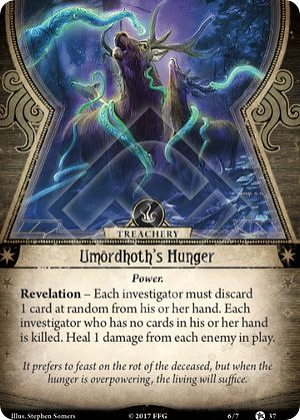 TREACHERY
Umôrdhoth's Hunger
Power.
Revelation – Each investigator must discard
1 card at random from his or her hand. Each
investigator who has no cards in his or her hand
is killed. Heal 1 damage from each enemy in play.
It prefers to feast on the rot of the deceased, but when the
hunger is overpowering, the living will suffice.
Illus. Stephen Somers © 2017 FFG 6/7 37